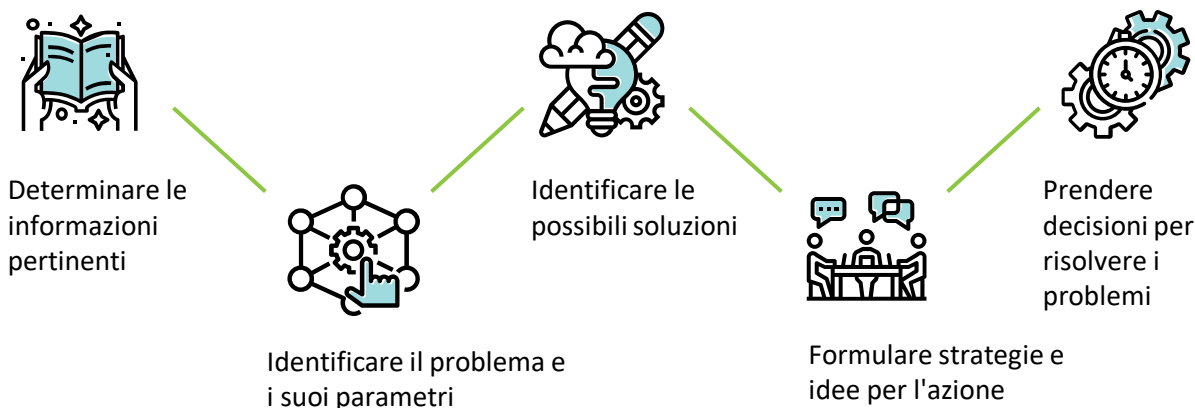 Determinare le
informazioni
pertinenti
Identificare il problema e
i suoi parametri
Identificare le
possibili soluzioni
Formulare strategie e
idee per l'azione
Prendere
decisioni per
risolvere i
problemi